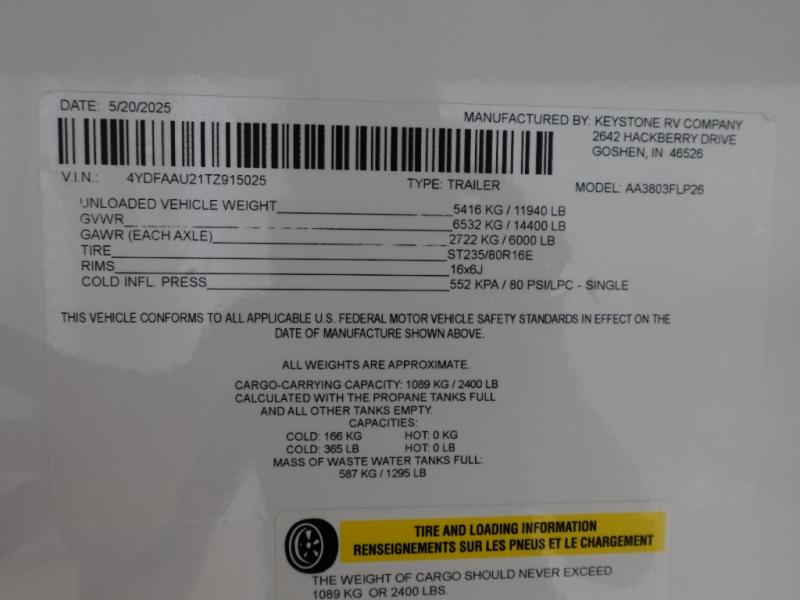 DATE: 5/20/2025
MANUFACTURED BY: KEYSTONE RV COMPANY
2642 HACKBERRY DRIVE
GOSHEN, IN 46526
V.I.N.: 4YDFAAU21TZ915025 TYPE: TRAILER MODEL: AA3803FLP26
UNLOADED VEHICLE WEIGHT 5416 KG / 11940 LB
GVWR 6532 KG / 14400 LB
GAWR (EACH AXLE) 2722 KG / 6000 LB
TIRE ST235/80R16E
RIMS 16x6J
COLD INFL. PRESS 552 KPA / 80 PSI/LPC - SINGLE
THIS VEHICLE CONFORMS TO ALL APPLICABLE U.S. FEDERAL MOTOR VEHICLE SAFETY STANDARDS IN EFFECT ON THE
DATE OF MANUFACTURE SHOWN ABOVE.
ALL WEIGHTS ARE APPROXIMATE.
CARGO-CARRYING CAPACITY: 1089 KG / 2400 LB
CALCULATED WITH THE PROPANE TANKS FULL
AND ALL OTHER TANKS EMPTY.
CAPACITIES:
COLD: 166 KG HOT: 0 KG
COLD: 365 LB HOT: 0 LB
MASS OF WASTE WATER TANKS FULL:
587 KG / 1295 LB
TIRE AND LOADING INFORMATION
RENSEIGNEMENTS SUR LES PNEUS ET LE CHARGEMENT
THE WEIGHT OF CARGO SHOULD NEVER EXCEED
1089 KG OR 2400 LBS.